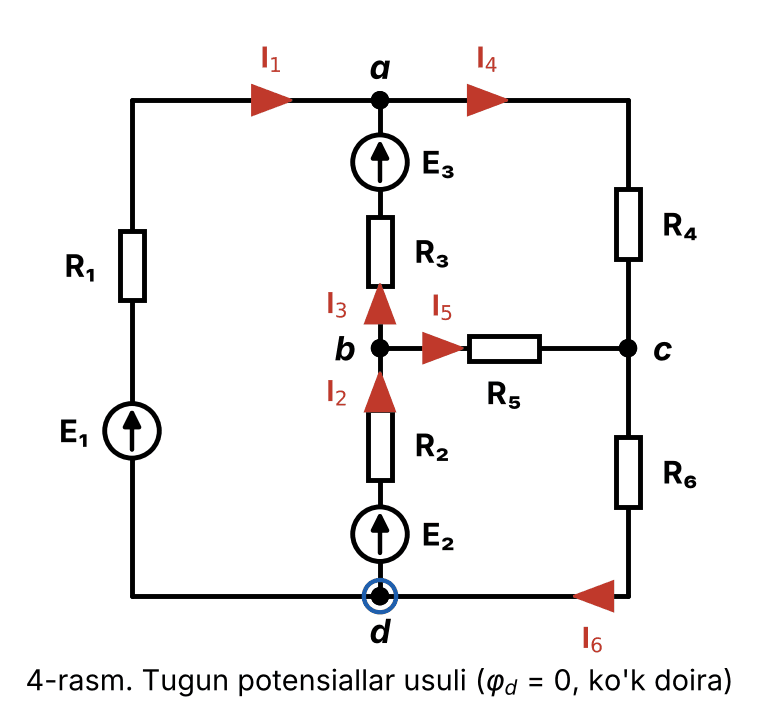 I₁
a
I₄
E₃
R₁
R₃
R₄
I₃
I₅
b
c
I₂
R₅
E₁
R₂
R₆
E₂
d
I₆
4-rasm. Tugun potensiallar usuli (φ_d = 0, ko'k doira)